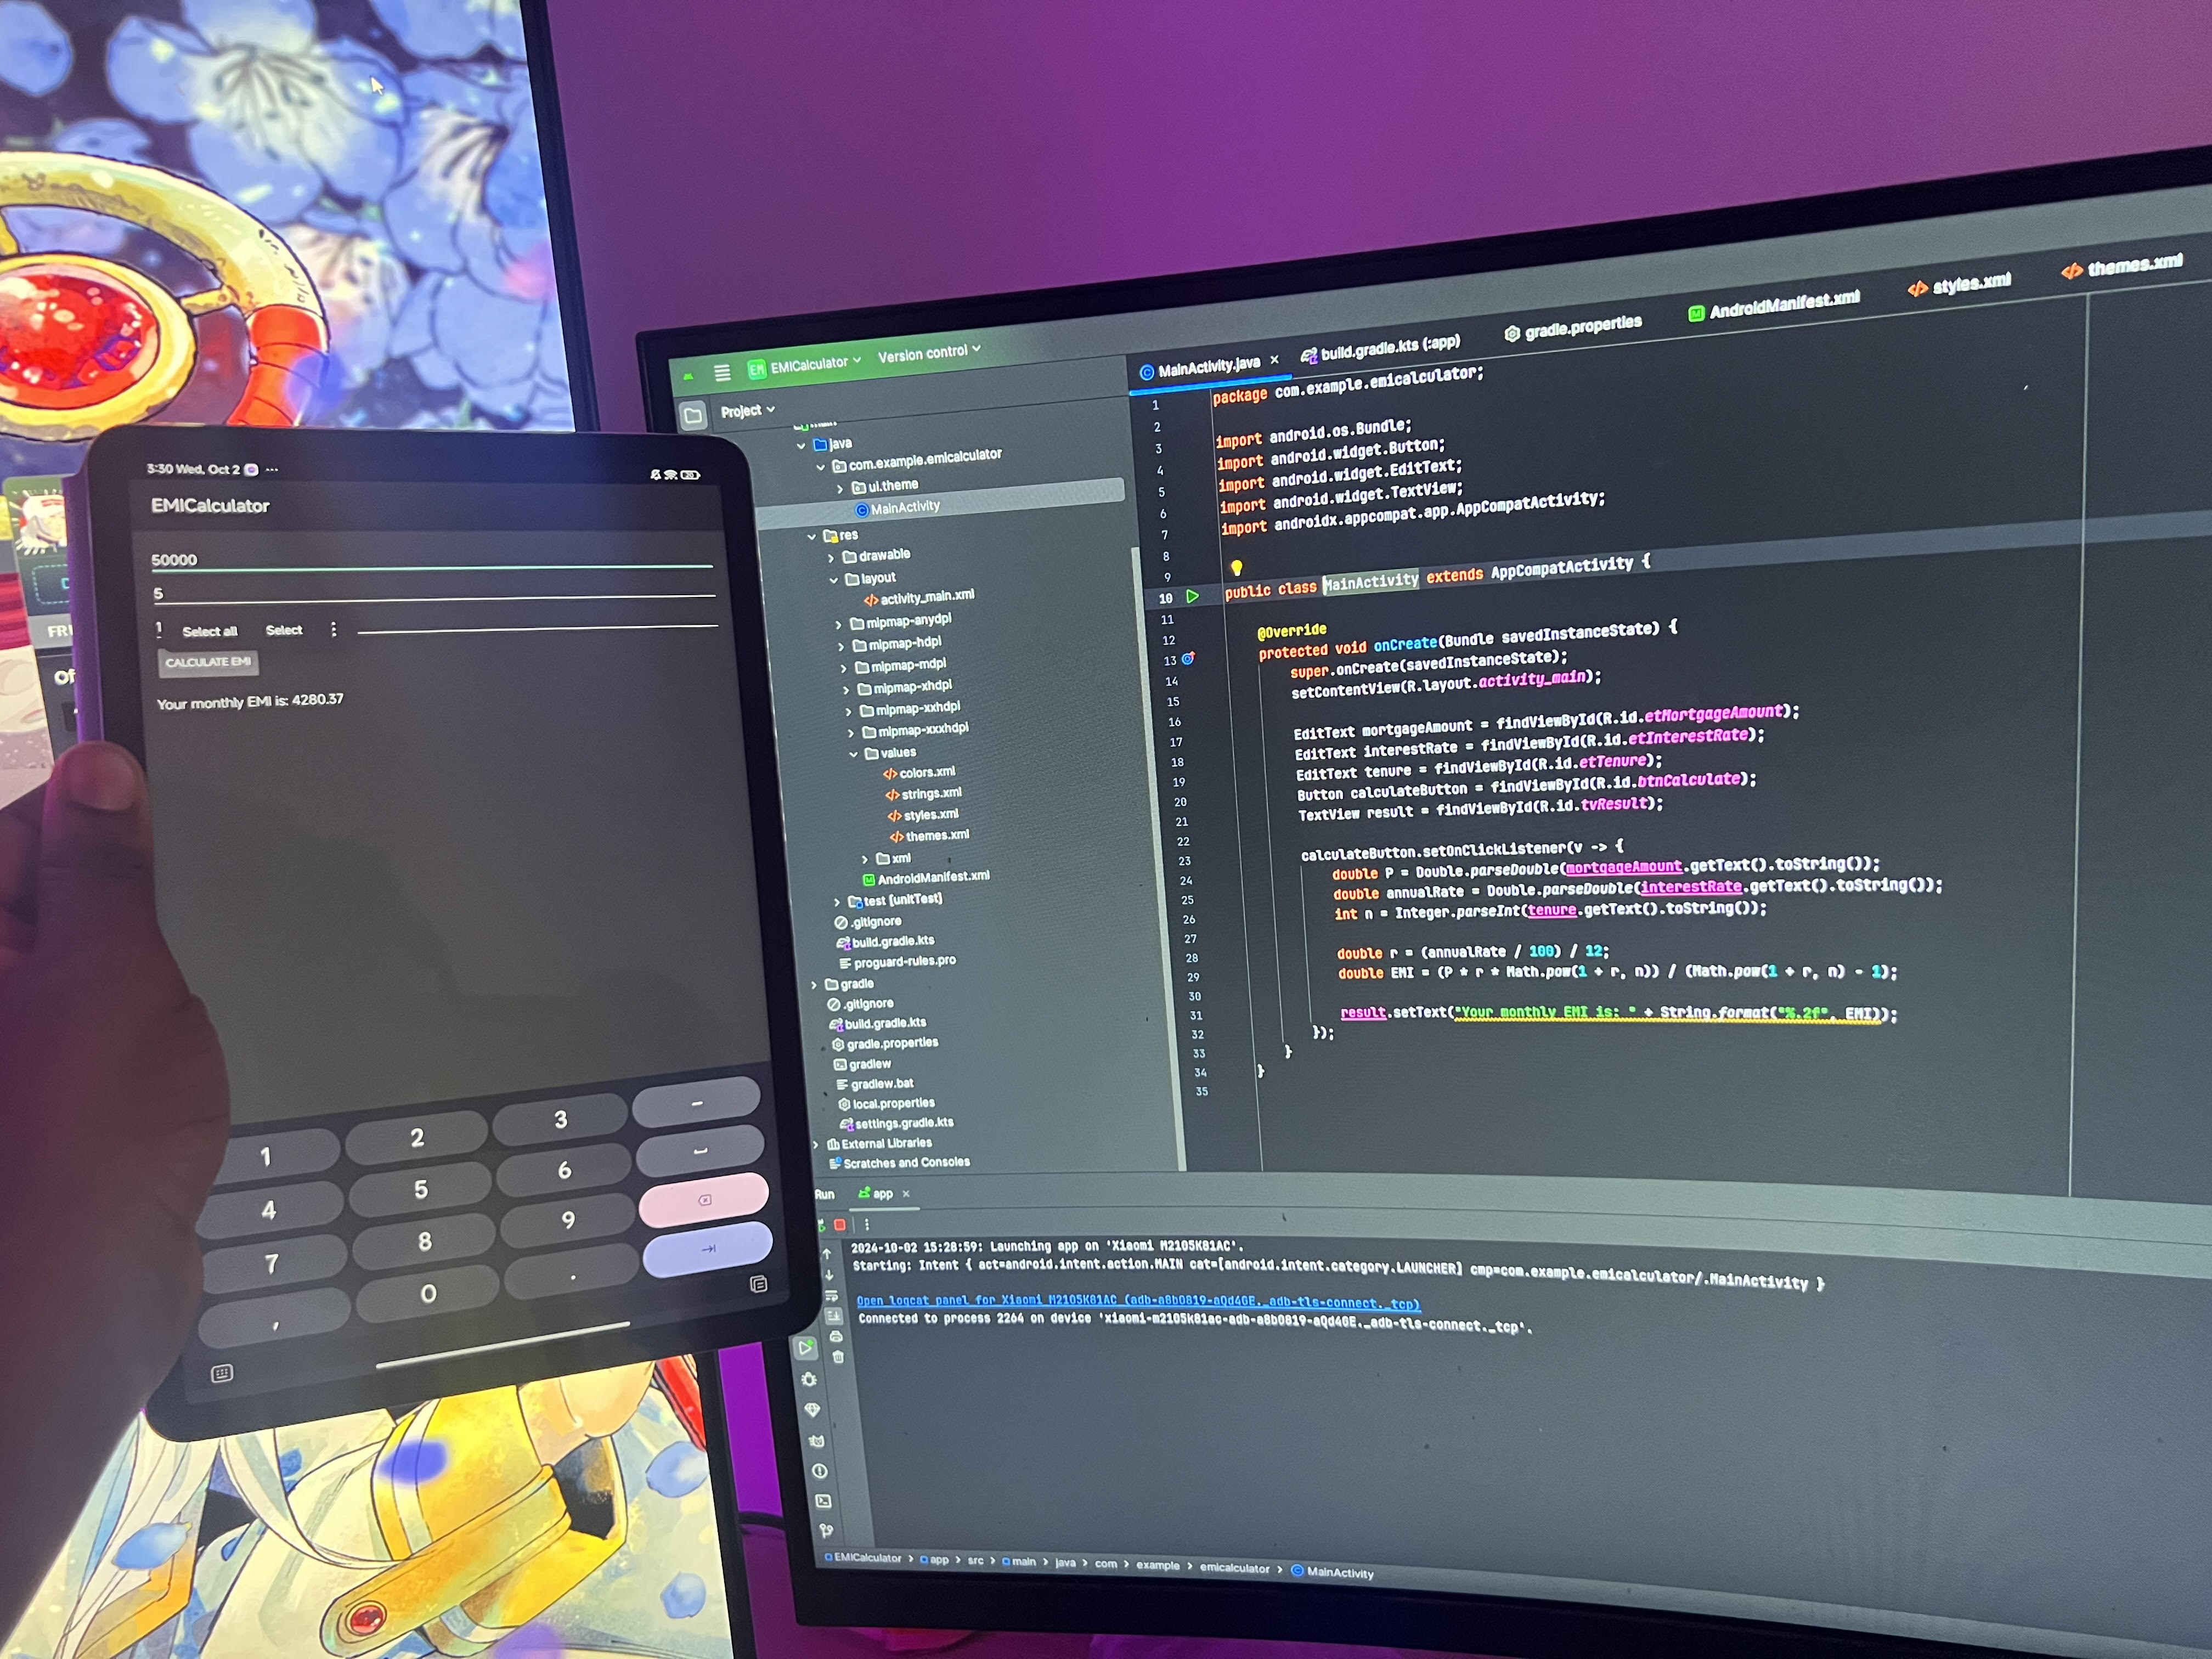 3:30 Wed, Oct 2
EMICalculator
50000
5
1 Select all Select
CALCULATE EMI
Your monthly EMI is: 4280.37
1 2 3 -
4 5 6
7 8 9
, 0 .
EM EMICalculator Version control
Project
java
com.example.emicalculator
ui.theme
MainActivity
res
drawable
layout
activity_main.xml
mipmap-anydpi
mipmap-hdpi
mipmap-mdpi
mipmap-xhdpi
mipmap-xxhdpi
mipmap-xxxhdpi
values
colors.xml
strings.xml
styles.xml
themes.xml
xml
AndroidManifest.xml
test [unitTest]
.gitignore
build.gradle.kts
proguard-rules.pro
gradle
.gitignore
build.gradle.kts
gradle.properties
gradlew
gradlew.bat
local.properties
settings.gradle.kts
External Libraries
Scratches and Consoles
MainActivity.java build.gradle.kts (:app) gradle.properties AndroidManifest.xml styles.xml themes.xml
1 package com.example.emicalculator;
2
3 import android.os.Bundle;
4 import android.widget.Button;
5 import android.widget.EditText;
6 import android.widget.TextView;
7 import androidx.appcompat.app.AppCompatActivity;
8
9
10 public class MainActivity extends AppCompatActivity {
11
12 @Override
13 protected void onCreate(Bundle savedInstanceState) {
14 super.onCreate(savedInstanceState);
15 setContentView(R.layout.activity_main);
16
17 EditText mortgageAmount = findViewById(R.id.etMortgageAmount);
18 EditText interestRate = findViewById(R.id.etInterestRate);
19 EditText tenure = findViewById(R.id.etTenure);
20 Button calculateButton = findViewById(R.id.btnCalculate);
21 TextView result = findViewById(R.id.tvResult);
22
23 calculateButton.setOnClickListener(v -> {
24 double P = Double.parseDouble(mortgageAmount.getText().toString());
25 double annualRate = Double.parseDouble(interestRate.getText().toString());
26 int n = Integer.parseInt(tenure.getText().toString());
27
28 double r = (annualRate / 100) / 12;
29 double EMI = (P * r * Math.pow(1 + r, n)) / (Math.pow(1 + r, n) - 1);
30
31 result.setText("Your monthly EMI is: " + String.format("%.2f", EMI));
32 });
33 }
34 }
35
Run app
2024-10-02 15:28:59: Launching app on 'Xiaomi M2105K81AC'.
Starting: Intent { act=android.intent.action.MAIN cat=[android.intent.category.LAUNCHER] cmp=com.example.emicalculator/.MainActivity }
Open logcat panel for Xiaomi M2105K81AC (adb-a8b0819-aQd4GE._adb-tls-connect._tcp)
Connected to process 2264 on device 'xiaomi-m2105k81ac-adb-a8b0819-aQd4GE._adb-tls-connect._tcp'.
EMICalculator > app > src > main > java > com > example > emicalculator > MainActivity